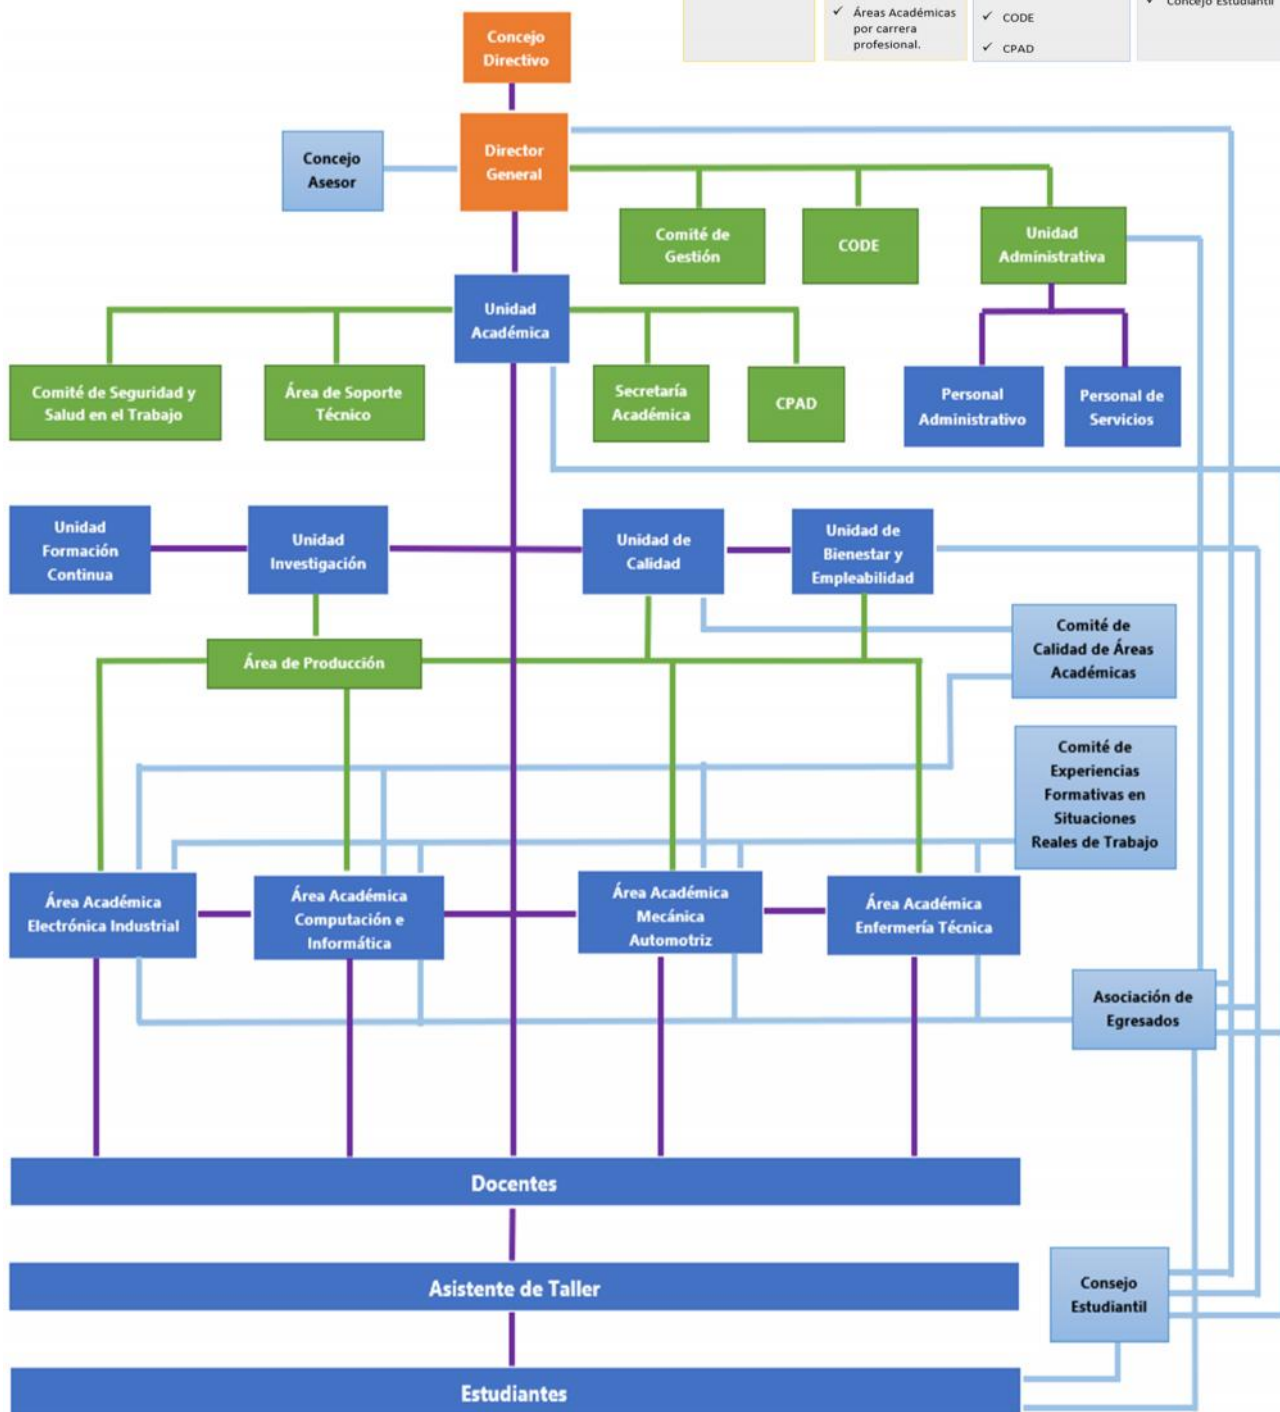 ✓ Áreas Académicas
por carrera
profesional.
✓ CODE
✓ CPAD
✓ Concejo Estudiantil
Concejo
Directivo
Director
General
Concejo
Asesor
Comité de
Gestión
CODE
Unidad
Administrativa
Unidad
Académica
Comité de Seguridad y
Salud en el Trabajo
Área de Soporte
Técnico
Secretaría
Académica
CPAD
Personal
Administrativo
Personal de
Servicios
Unidad
Formación
Continua
Unidad
Investigación
Unidad de
Calidad
Unidad de
Bienestar y
Empleabilidad
Comité de
Calidad de Áreas
Académicas
Área de Producción
Comité de
Experiencias
Formativas en
Situaciones
Reales de Trabajo
Área Académica
Electrónica Industrial
Área Académica
Computación e
Informática
Área Académica
Mecánica
Automotriz
Área Académica
Enfermería Técnica
Asociación de
Egresados
Docentes
Asistente de Taller
Consejo
Estudiantil
Estudiantes